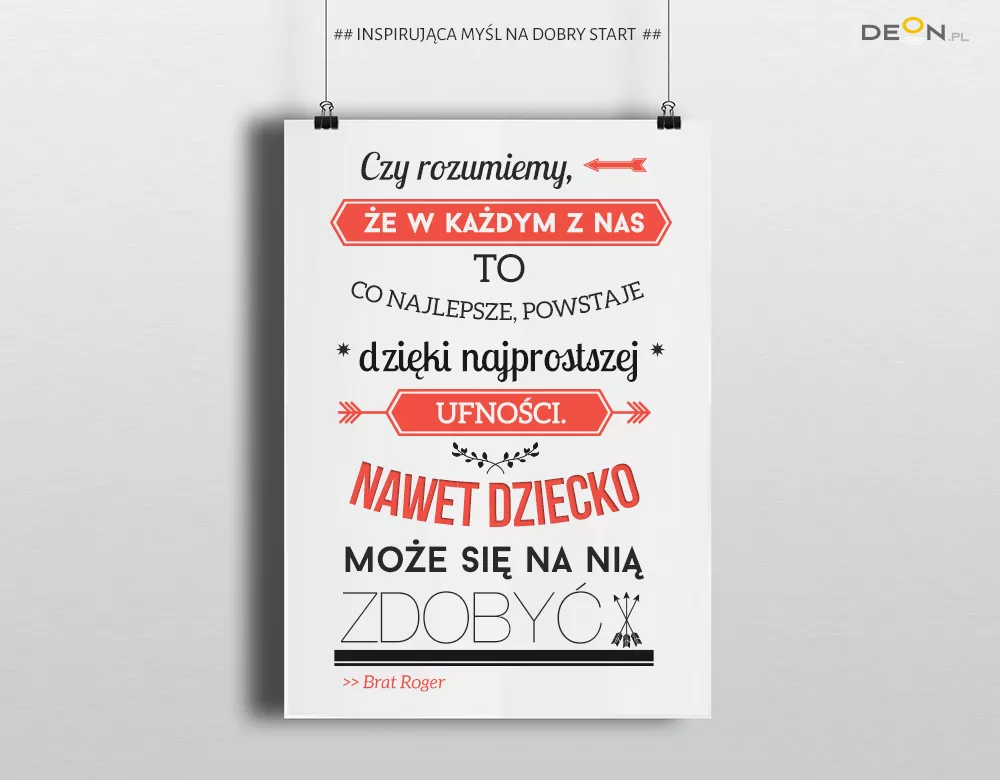 ## INSPIRUJĄCA MYŚL NA DOBRY START ##
DEON.PL
Czy rozumiemy,
ŻE W KAŻDYM Z NAS
TO
CO NAJLEPSZE, POWSTAJE
* dzięki najprostszej *
UFNOŚCI.
NAWET DZIECKO
MOŻE SIĘ NA NIĄ
ZDOBYĆ
>> Brat Roger